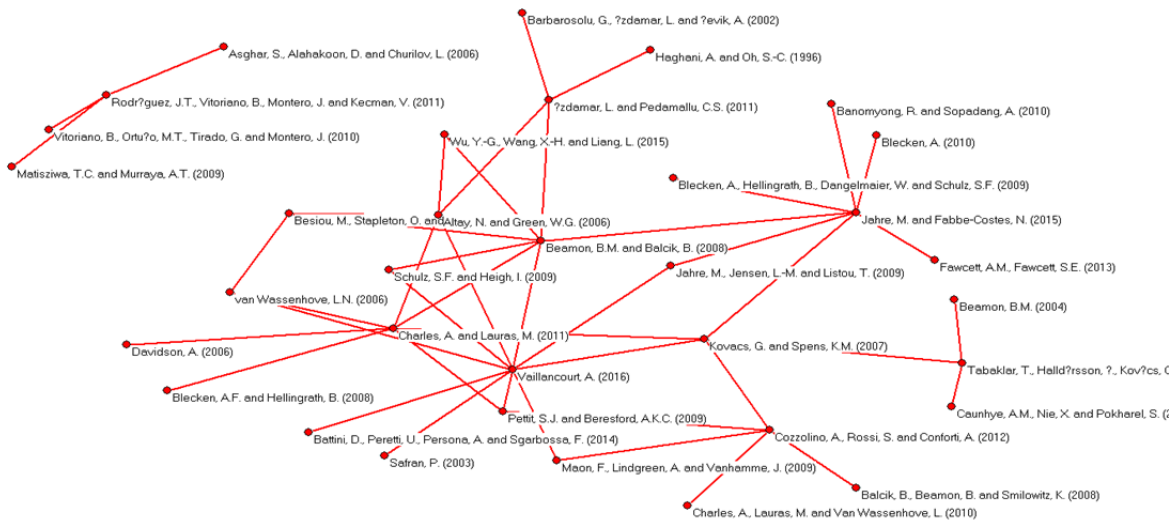 Barbarosolu, G., ?zdamar, L. and ?evik, A. (2002)
Asghar, S., Alahakoon, D. and Churilov, L. (2006)
Haghani, A. and Oh, S.-C. (1996)
Rodr?guez, J.T., Vitoriano, B., Montero, J. and Kecman, V. (2011)
?zdamar, L. and Pedamallu, C.S. (2011)
Banomyong, R. and Sopadang, A. (2010)
Vitoriano, B., Ortu?o, M.T., Tirado, G. and Montero, J. (2010)
Wu, Y.-G., Wang, X.-H. and Liang, L. (2015)
Blecken, A. (2010)
Matisziwa, T.C. and Murraya, A.T. (2009)
Blecken, A., Hellingrath, B., Dangelmaier, W. and Schulz, S.F. (2009)
Besiou, M., Stapleton, O. and
Altay, N. and Green, W.G. (2006)
Jahre, M. and Fabbe-Costes, N. (2015)
Beamon, B.M. and Balcik, B. (2008)
Fawcett, A.M., Fawcett, S.E. (2013)
Schulz, S.F. and Heigh, I. (2009)
Jahre, M., Jensen, L.-M. and Listou, T. (2009)
van Wassenhove, L.N. (2006)
Beamon, B.M. (2004)
Charles, A. and Lauras, M. (2011)
Kovacs, G. and Spens, K.M. (2007)
Davidson, A. (2006)
Tabaklar, T., Halld?rsson, ?., Kov?cs,
Vaillancourt, A. (2016)
Blecken, A.F. and Hellingrath, B. (2008)
Caunhye, A.M., Nie, X. and Pokharel, S.
Pettit, S.J. and Beresford, A.K.C. (2009)
Battini, D., Peretti, U., Persona, A. and Sgarbossa, F. (2014)
Cozzolino, A., Rossi, S. and Conforti, A. (2012)
Safran, P. (2003)
Maon, F., Lindgreen, A. and Vanhamme, J. (2009)
Balcik, B., Beamon, B. and Smilowitz, K. (2008)
Charles, A., Lauras, M. and Van Wassenhove, L. (2010)